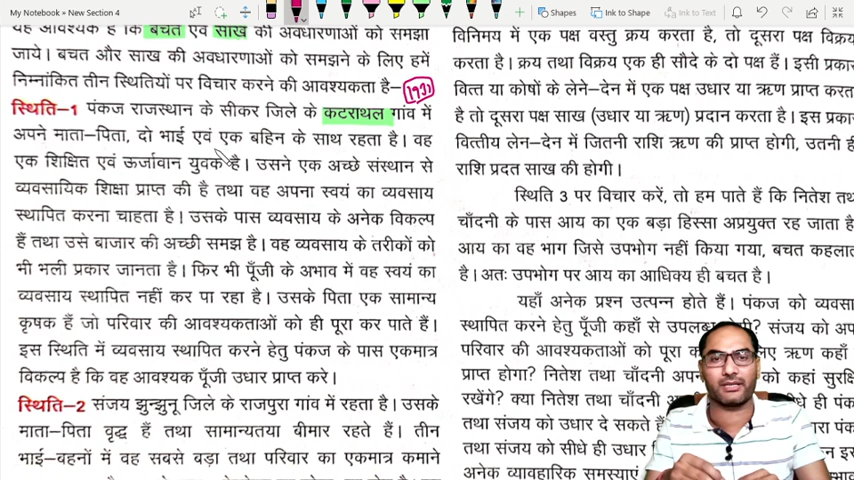 My Notebook » New Section 4
Shapes
Ink to Shape
Ink to Text
यह आवश्यक है कि बचत एवं साख की अवधारणाओं को समझा
जाये। बचत और साख की अवधारणाओं को समझने के लिए हमें
निम्नांकित तीन स्थितियों पर विचार करने की आवश्यकता है–
स्थिति–1 पंकज राजस्थान के सीकर जिले के कटराथल गांव में
अपने माता–पिता, दो भाई एवं एक बहिन के साथ रहता है। वह
एक शिक्षित एवं ऊर्जावान युवक है। उसने एक अच्छे संस्थान से
व्यवसायिक शिक्षा प्राप्त की है तथा वह अपना स्वयं का व्यवसाय
स्थापित करना चाहता है। उसके पास व्यवसाय के अनेक विकल्प
हैं तथा उसे बाजार की अच्छी समझ है। वह व्यवसाय के तरीकों को
भी भली प्रकार जानता है। फिर भी पूँजी के अभाव में वह स्वयं का
व्यवसाय स्थापित नहीं कर पा रहा है। उसके पिता एक सामान्य
कृषक हैं जो परिवार की आवश्यकताओं को ही पूरा कर पाते हैं।
इस स्थिति में व्यवसाय स्थापित करने हेतु पंकज के पास एकमात्र
विकल्प है कि वह आवश्यक पूँजी उधार प्राप्त करे।
स्थिति–2 संजय झुन्झुनू जिले के राजपुरा गांव में रहता है। उसके
माता–पिता वृद्ध हैं तथा सामान्यतया बीमार रहते हैं। तीन
भाई–बहनों में वह सबसे बड़ा तथा परिवार का एकमात्र कमाने
विनिमय में एक पक्ष वस्तु क्रय करता है, तो दूसरा पक्ष विक्रय
करता है। क्रय तथा विक्रय एक ही सौदे के दो पक्ष हैं। इसी प्रकार
वित्त या कोषों के लेने–देन में एक पक्ष उधार या ऋण प्राप्त करता
है तो दूसरा पक्ष साख (उधार या ऋण) प्रदान करता है। इस प्रकार
वित्तीय लेन–देन में जितनी राशि ऋण की प्राप्त होगी, उतनी ही
राशि प्रदत साख की होगी।
स्थिति 3 पर विचार करें, तो हम पाते हैं कि नितेश तथा
चाँदनी के पास आय का एक बड़ा हिस्सा अप्रयुक्त रह जाता है
आय का वह भाग जिसे उपभोग नहीं किया गया, बचत कहलात
है। अतः उपभोग पर आय का आधिक्य ही बचत है।
यहाँ अनेक प्रश्न उत्पन्न होते हैं। पंकज को व्यवसा
स्थापित करने हेतु पूँजी कहाँ से उपलब्ध होगी? संजय को अप
परिवार की आवश्यकताओं को पूरा लिए ऋण कहाँ
प्राप्त होगा? नितेश तथा चाँदनी अपन को कहां सुरक्षि
रखेंगे? क्या नितेश तथा चाँदनी धे ही पंक
तथा संजय को उधार दे सकते हैं पंक
तथा संजय को सीधे ही उधार इस
अनेक व्यावहारिक समस्याएं